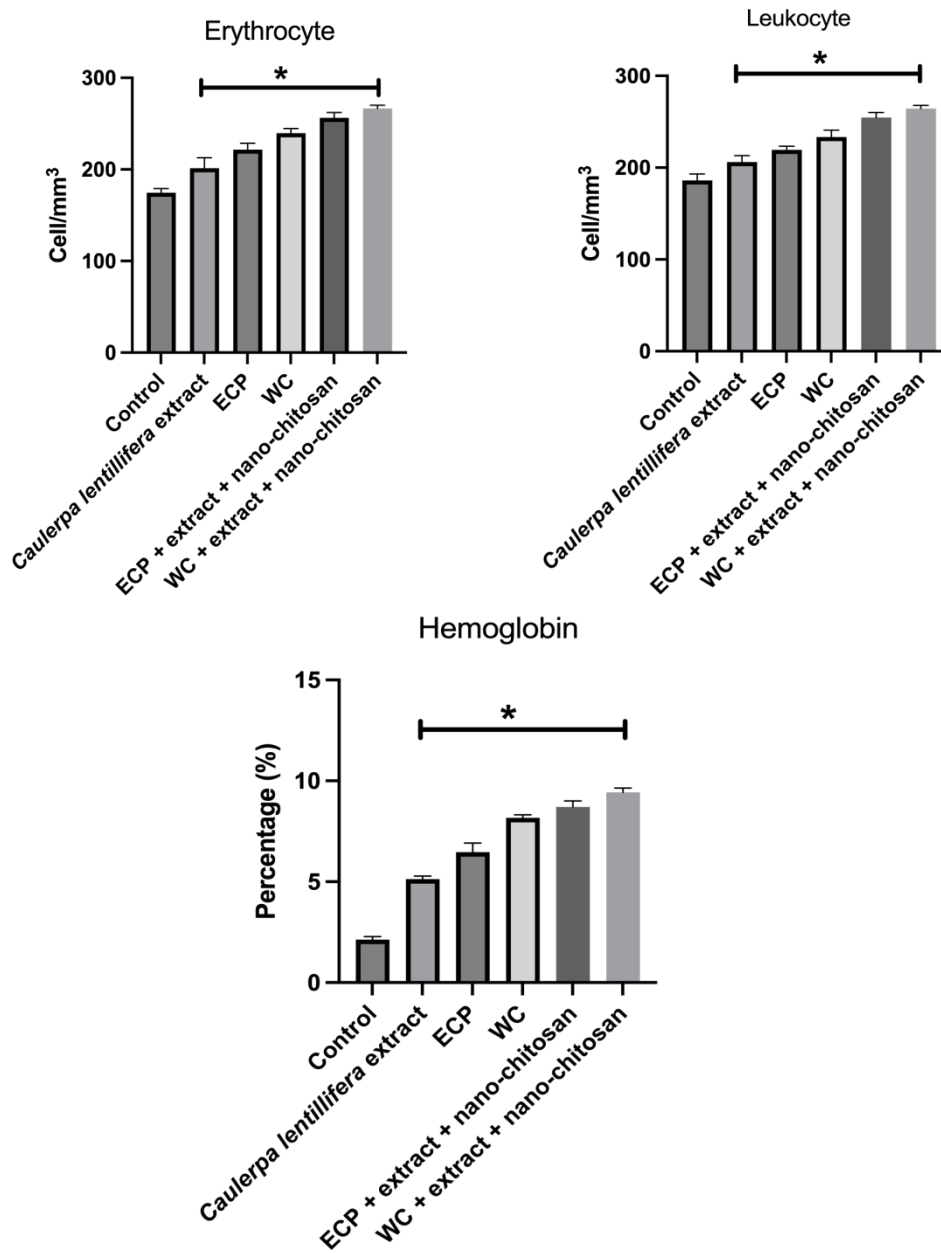 Erythrocyte
*
300
200
100
0
Cell/mm³
Control
Caulerpa lentillifera extract
ECP
WC
ECP + extract + nano-chitosan
WC + extract + nano-chitosan
Leukocyte
*
300
200
100
0
Cell/mm³
Control
Caulerpa lentillifera extract
ECP
WC
ECP + extract + nano-chitosan
WC + extract + nano-chitosan
Hemoglobin
*
15
10
5
0
Percentage (%)
Control
Caulerpa lentillifera extract
ECP
WC
ECP + extract + nano-chitosan
WC + extract + nano-chitosan